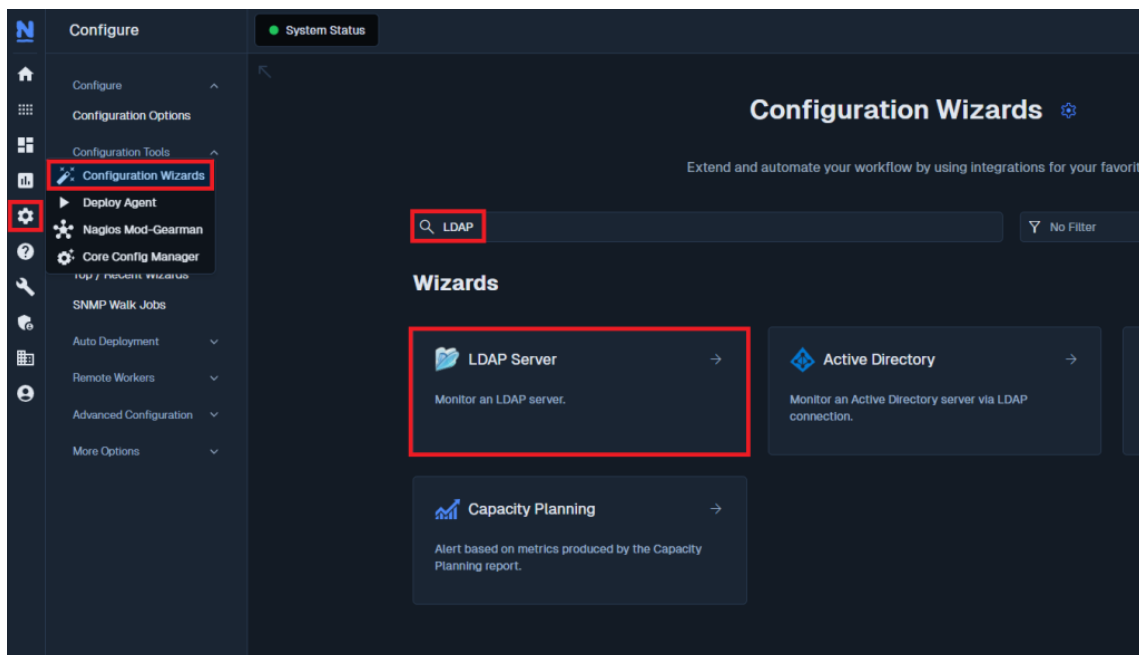 Configure
System Status
Configure
Configuration Options
Configuration Tools
Configuration Wizards
Deploy Agent
Nagios Mod-Gearman
Core Config Manager
Top / Recent Wizards
SNMP Walk Jobs
Auto Deployment
Remote Workers
Advanced Configuration
More Options
Configuration Wizards
Extend and automate your workflow by using integrations for your favorit
LDAP
No Filter
Wizards
LDAP Server
Monitor an LDAP server.
Active Directory
Monitor an Active Directory server via LDAP
connection.
Capacity Planning
Alert based on metrics produced by the Capacity
Planning report.